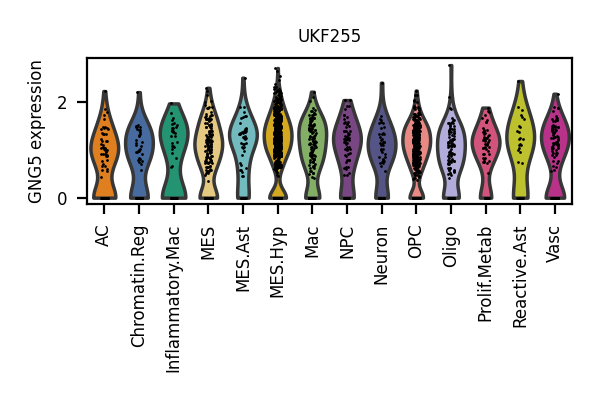 UKF255
GNG5 expression
2
0
AC
Chromatin.Reg
Inflammatory.Mac
MES
MES.Ast
MES.Hyp
Mac
NPC
Neuron
OPC
Oligo
Prolif.Metab
Reactive.Ast
Vasc